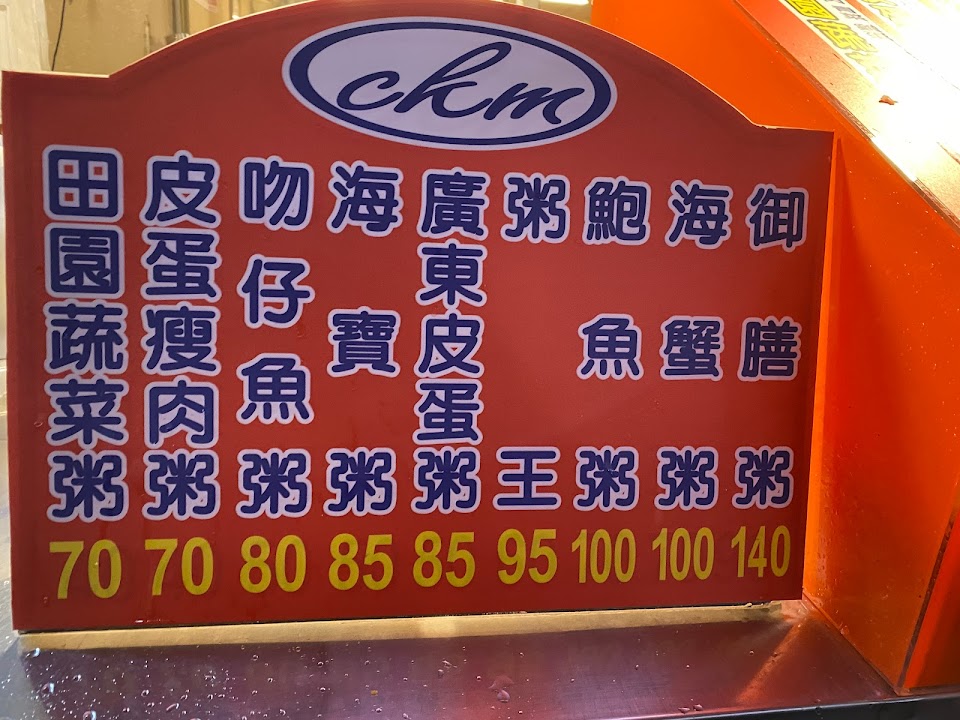 ckm
田園蔬菜粥 70
皮蛋瘦肉粥 70
吻仔魚粥 80
海寶粥 85
廣東皮蛋粥 85
粥王 95
鮑魚粥 100
海蟹粥 100
御膳粥 140